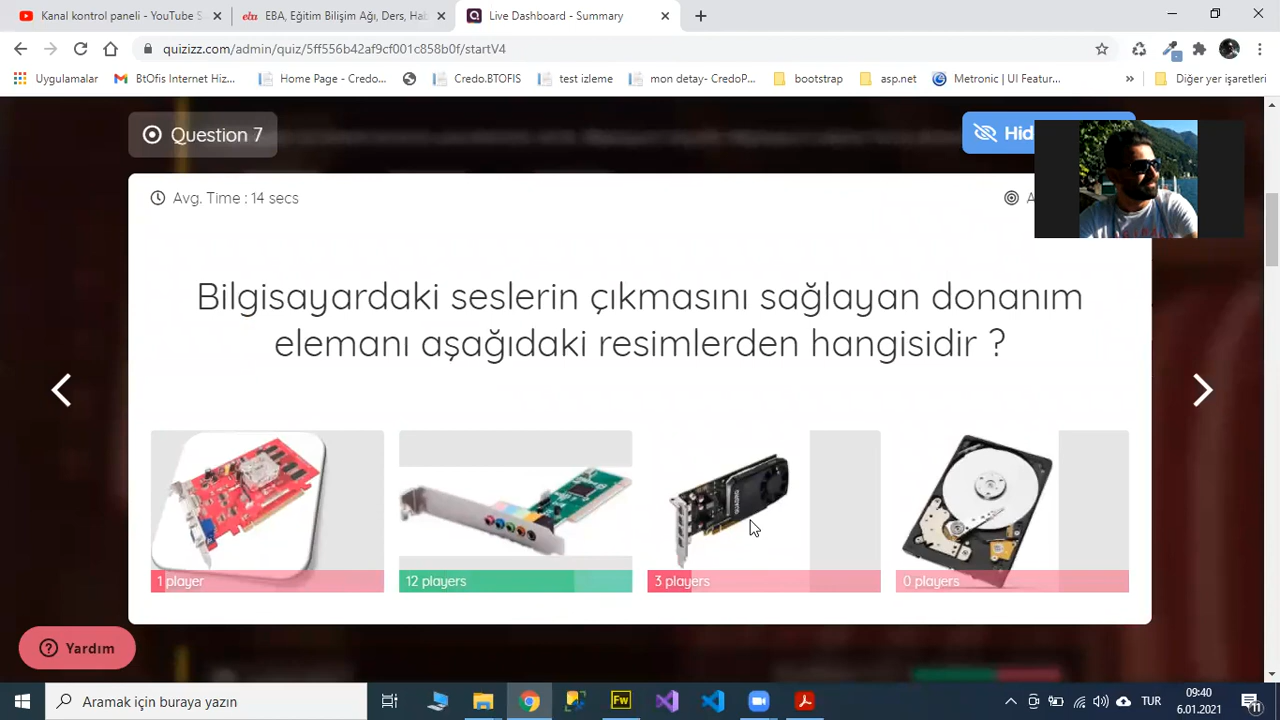 Kanal kontrol paneli - YouTube S
EBA, Eğitim Bilişim Ağı, Ders, Hab
Live Dashboard - Summary
quizizz.com/admin/quiz/5ff556b42af9cf001c858b0f/startV4
Uygulamalar
BtOfis Internet Hiz...
Home Page - Credo...
Credo.BTOFIS
test izleme
mon detay- CredoP...
bootstrap
asp.net
Metronic | UI Featur...
»
Diğer yer işaretleri
Question 7
Hid
Avg. Time : 14 secs
A
Bilgisayardaki seslerin çıkmasını sağlayan donanım
elemanı aşağıdaki resimlerden hangisidir ?
1 player
12 players
3 players
0 players
Yardım
Aramak için buraya yazın
Fw
TUR
09:40
6.01.2021